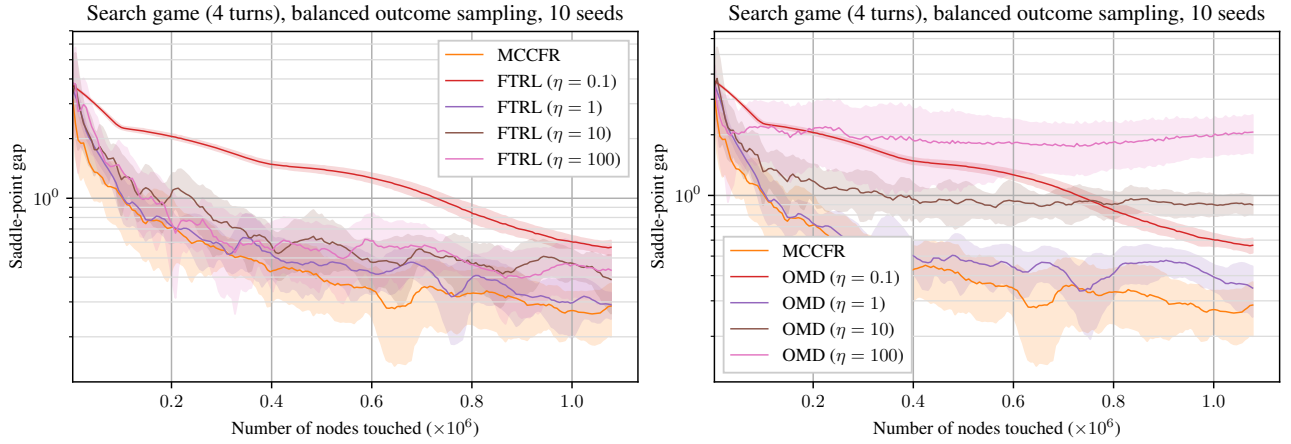 Search game (4 turns), balanced outcome sampling, 10 seeds
Saddle-point gap
10⁰
MCCFR
FTRL (η = 0.1)
FTRL (η = 1)
FTRL (η = 10)
FTRL (η = 100)
0.2 0.4 0.6 0.8 1.0
Number of nodes touched (×10⁶)
Search game (4 turns), balanced outcome sampling, 10 seeds
Saddle-point gap
10⁰
MCCFR
OMD (η = 0.1)
OMD (η = 1)
OMD (η = 10)
OMD (η = 100)
0.2 0.4 0.6 0.8 1.0
Number of nodes touched (×10⁶)